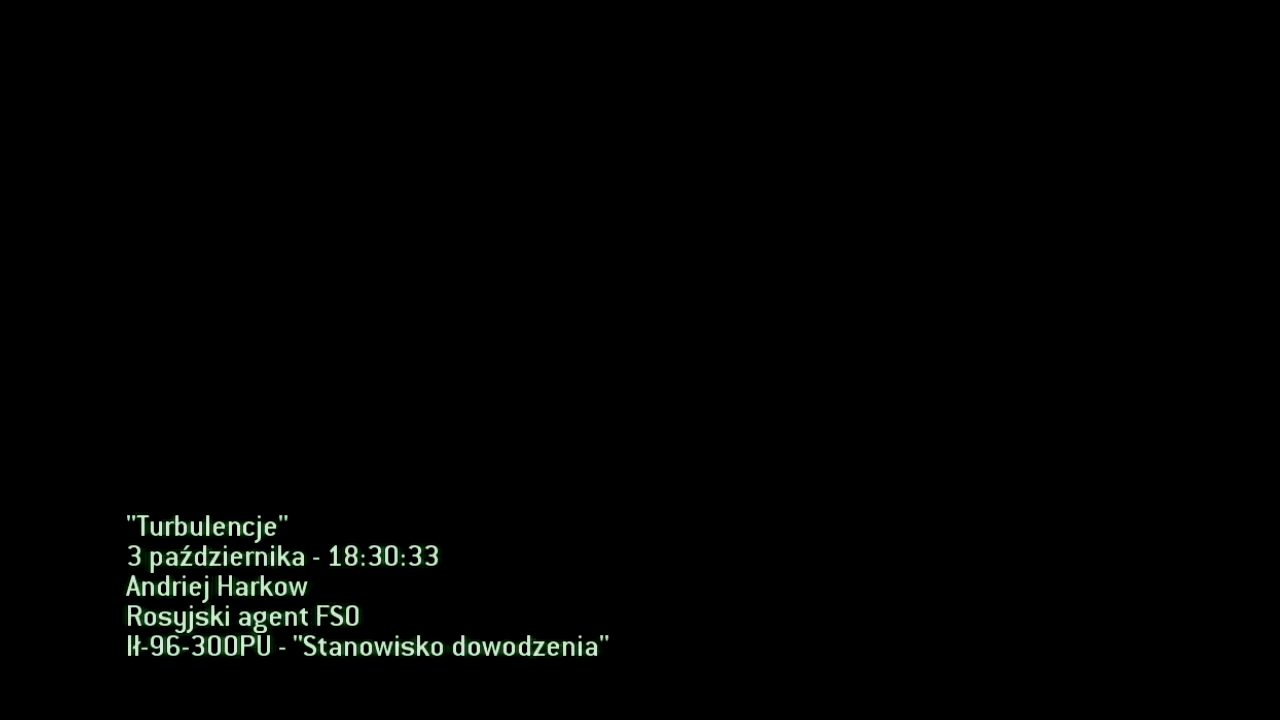 "Turbulencje"
3 października - 18:30:33
Andriej Harkow
Rosyjski agent FSO
Ił-96-300PU - "Stanowisko dowodzenia"